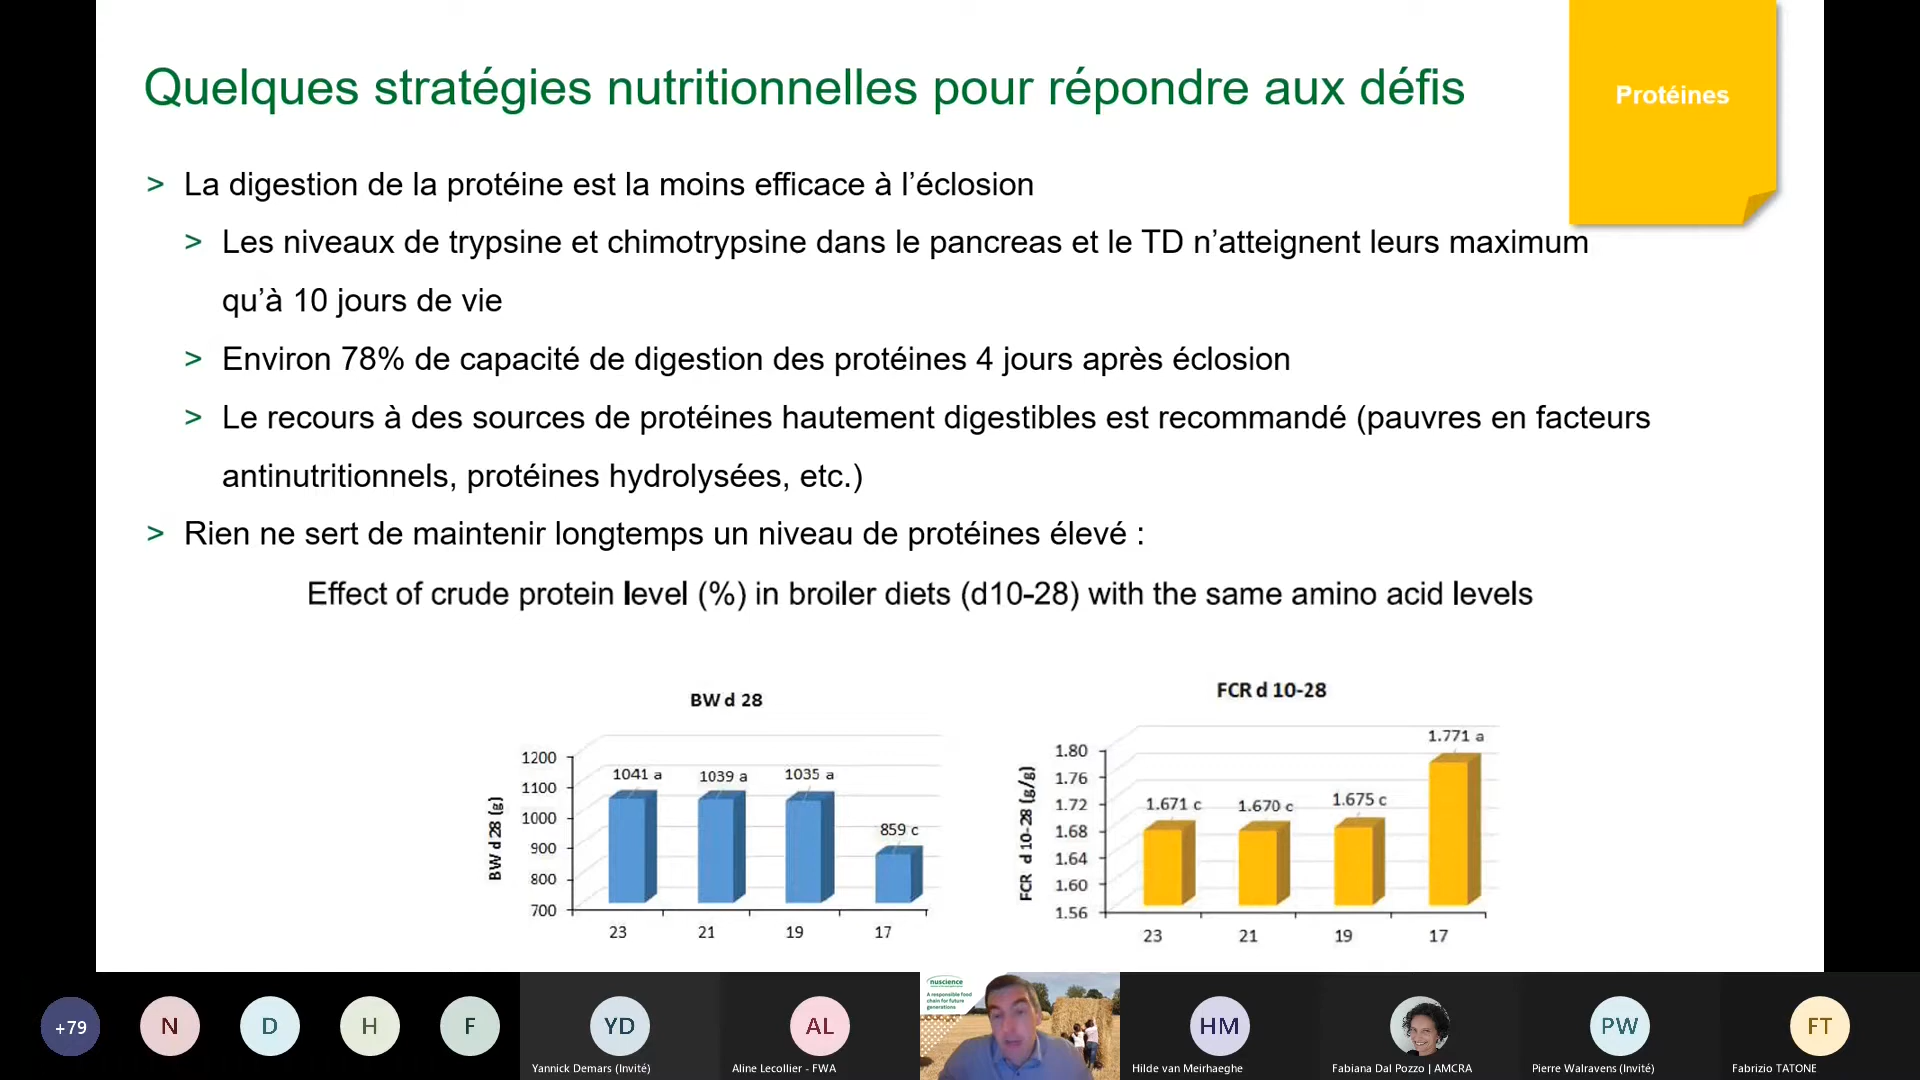 Quelques stratégies nutritionnelles pour répondre aux défis
Protéines
> La digestion de la protéine est la moins efficace à l’éclosion
> Les niveaux de trypsine et chimotrypsine dans le pancreas et le TD n’atteignent leurs maximum
qu’à 10 jours de vie
> Environ 78% de capacité de digestion des protéines 4 jours après éclosion
> Le recours à des sources de protéines hautement digestibles est recommandé (pauvres en facteurs
antinutritionnels, protéines hydrolysées, etc.)
> Rien ne sert de maintenir longtemps un niveau de protéines élevé :
Effect of crude protein level (%) in broiler diets (d10-28) with the same amino acid levels
BW d 28
BW d 28 (g)
1200
1100
1000
900
800
700
1041 a
1039 a
1035 a
859 c
23 21 19 17
FCR d 10-28
FCR d 10-28 (g/g)
1.80
1.76
1.72
1.68
1.64
1.60
1.56
1.671 c
1.670 c
1.675 c
1.771 a
23 21 19 17
+79
N
D
H
F
YD
Yannick Demars (Invité)
AL
Aline Lecollier - FWA
nuscience
A responsible food
chain for future
generations
HM
Hilde van Meirhaeghe
Fabiana Dal Pozzo | AMCRA
PW
Pierre Walravens (Invité)
FT
Fabrizio TATONE